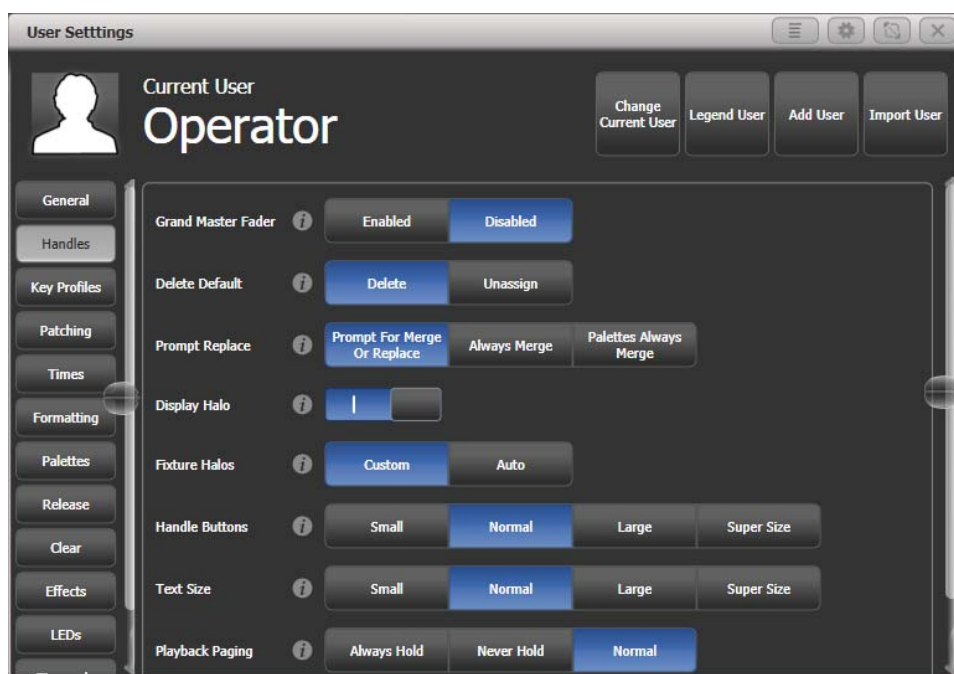 User Setttings
Current User
Operator
Change
Current User
Legend User
Add User
Import User
General
Handles
Key Profiles
Patching
Times
Formatting
Palettes
Release
Clear
Effects
LEDs
Grand Master Fader
Enabled
Disabled
Delete Default
Delete
Unassign
Prompt Replace
Prompt For Merge
Or Replace
Always Merge
Palettes Always
Merge
Display Halo
Fixture Halos
Custom
Auto
Handle Buttons
Small
Normal
Large
Super Size
Text Size
Small
Normal
Large
Super Size
Playback Paging
Always Hold
Never Hold
Normal